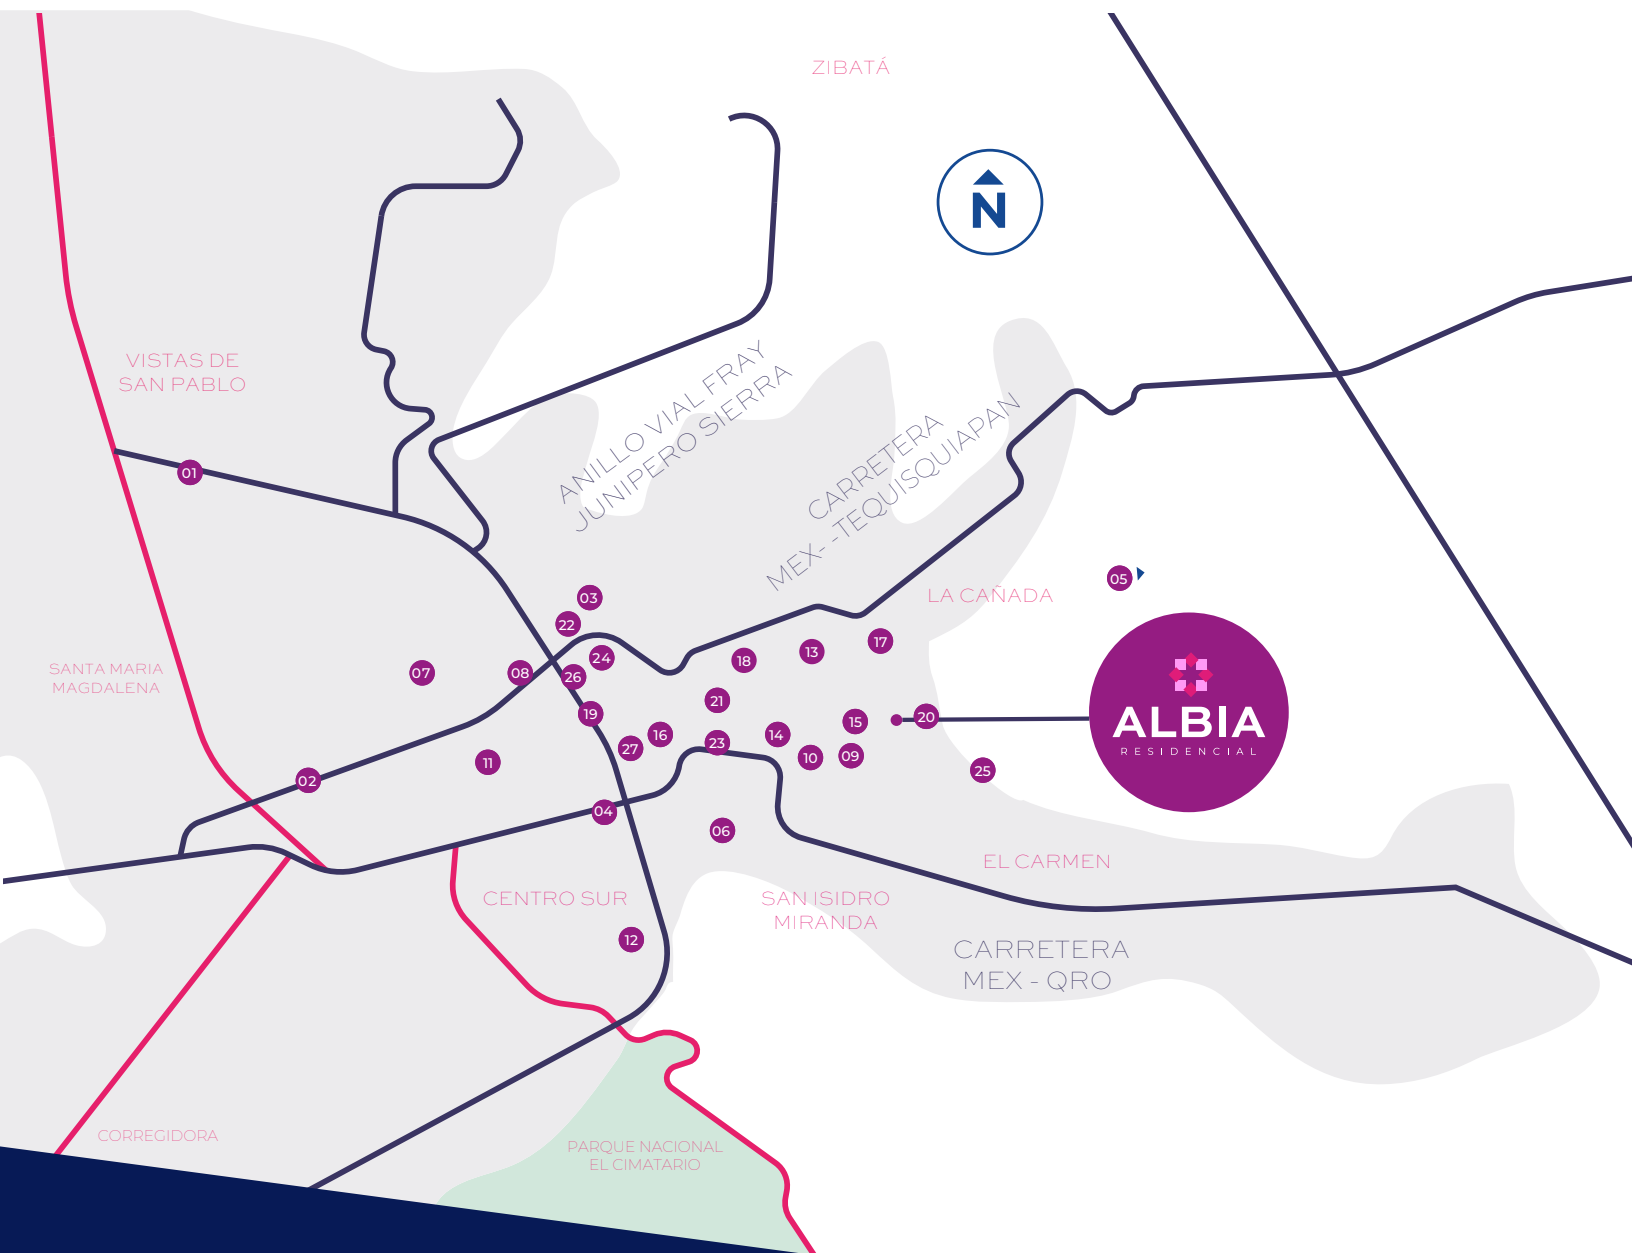 ZIBATÁ
N
VISTAS DE
SAN PABLO
ANILLO VIAL FRAY
JUNIPERO SIERRA
CARRETERA
MEX- -TEQUISQUIAPAN
01
05
LA CAÑADA
03
22
17
13
24
18
SANTA MARIA
MAGDALENA
07
08
26
21
19
15
20
ALBIA
RESIDENCIAL
16
14
23
27
10
09
11
25
02
04
06
EL CARMEN
CENTRO SUR
SAN ISIDRO
MIRANDA
12
CARRETERA
MEX - QRO
CORREGIDORA
PARQUE NACIONAL
EL CIMATARIO